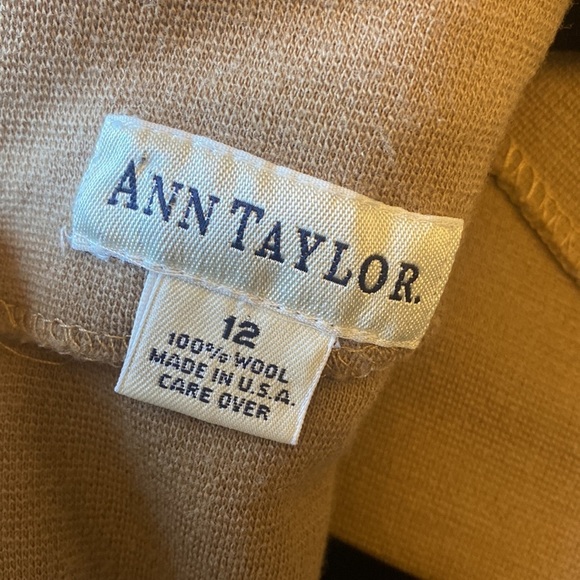 ANN TAYLOR.
12
100% WOOL
MADE IN U.S.A.
CARE OVER